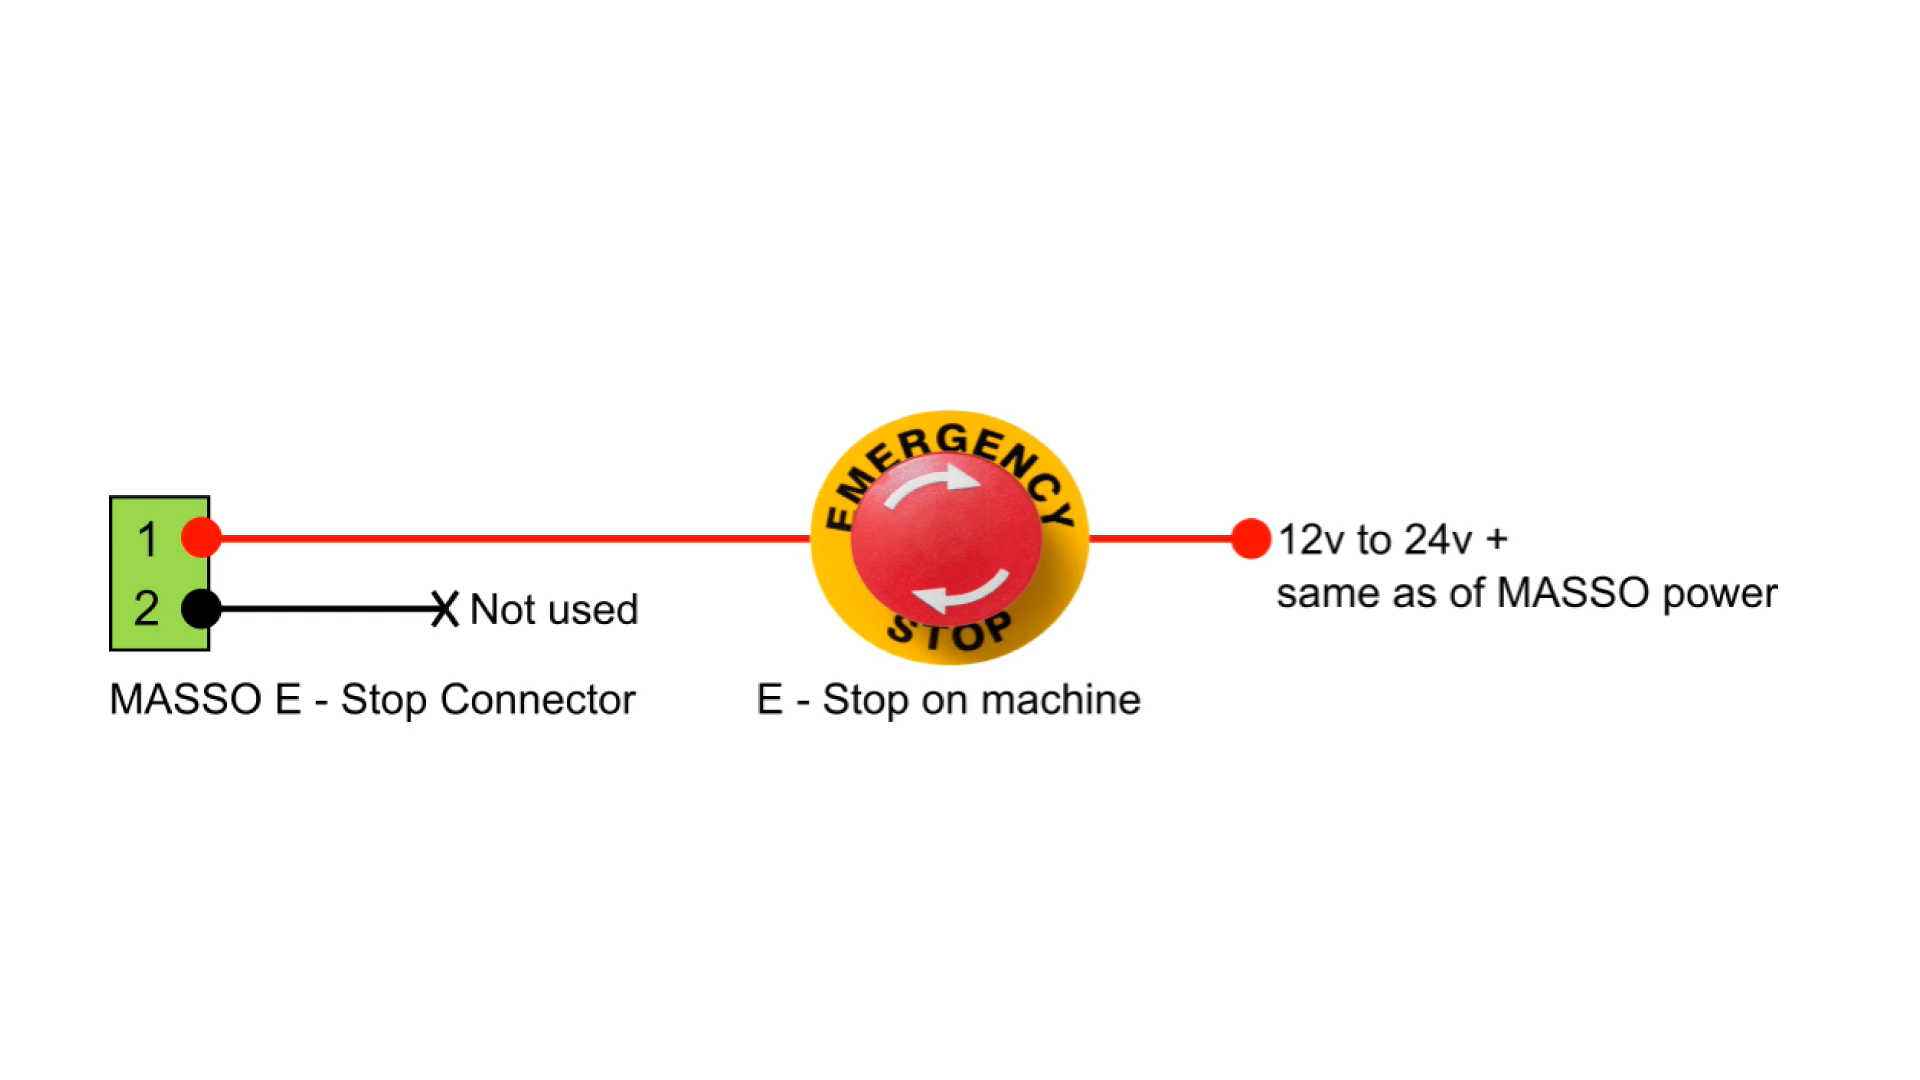 EMERGENCY
1
12v to 24v +
same as of MASSO power
2
X Not used
STOP
MASSO E - Stop Connector
E - Stop on machine